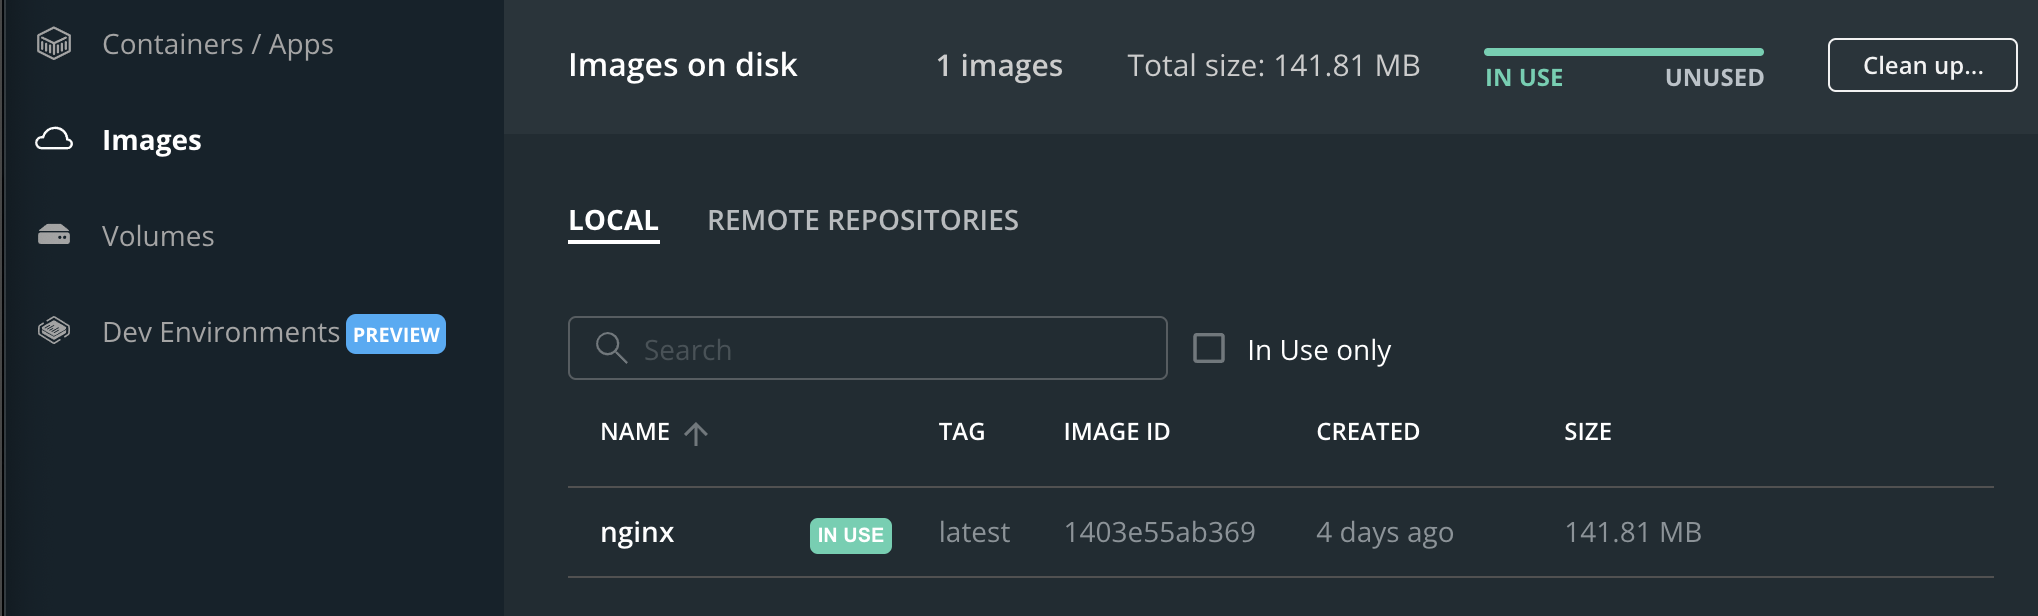 Containers / Apps
Images
Volumes
Dev Environments PREVIEW
Images on disk 1 images Total size: 141.81 MB IN USE UNUSED Clean up...
LOCAL REMOTE REPOSITORIES
Search In Use only
NAME TAG IMAGE ID CREATED SIZE
nginx IN USE latest 1403e55ab369 4 days ago 141.81 MB